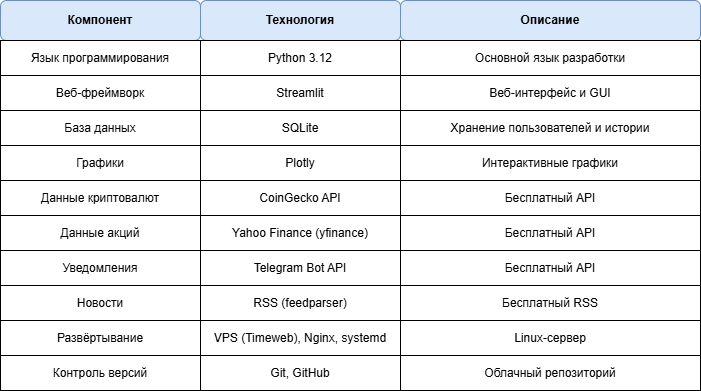 Компонент Технология Описание
Язык программирования Python 3.12 Основной язык разработки
Веб-фреймворк Streamlit Веб-интерфейс и GUI
База данных SQLite Хранение пользователей и истории
Графики Plotly Интерактивные графики
Данные криптовалют CoinGecko API Бесплатный API
Данные акций Yahoo Finance (yfinance) Бесплатный API
Уведомления Telegram Bot API Бесплатный API
Новости RSS (feedparser) Бесплатный RSS
Развёртывание VPS (Timeweb), Nginx, systemd Linux-сервер
Контроль версий Git, GitHub Облачный репозиторий